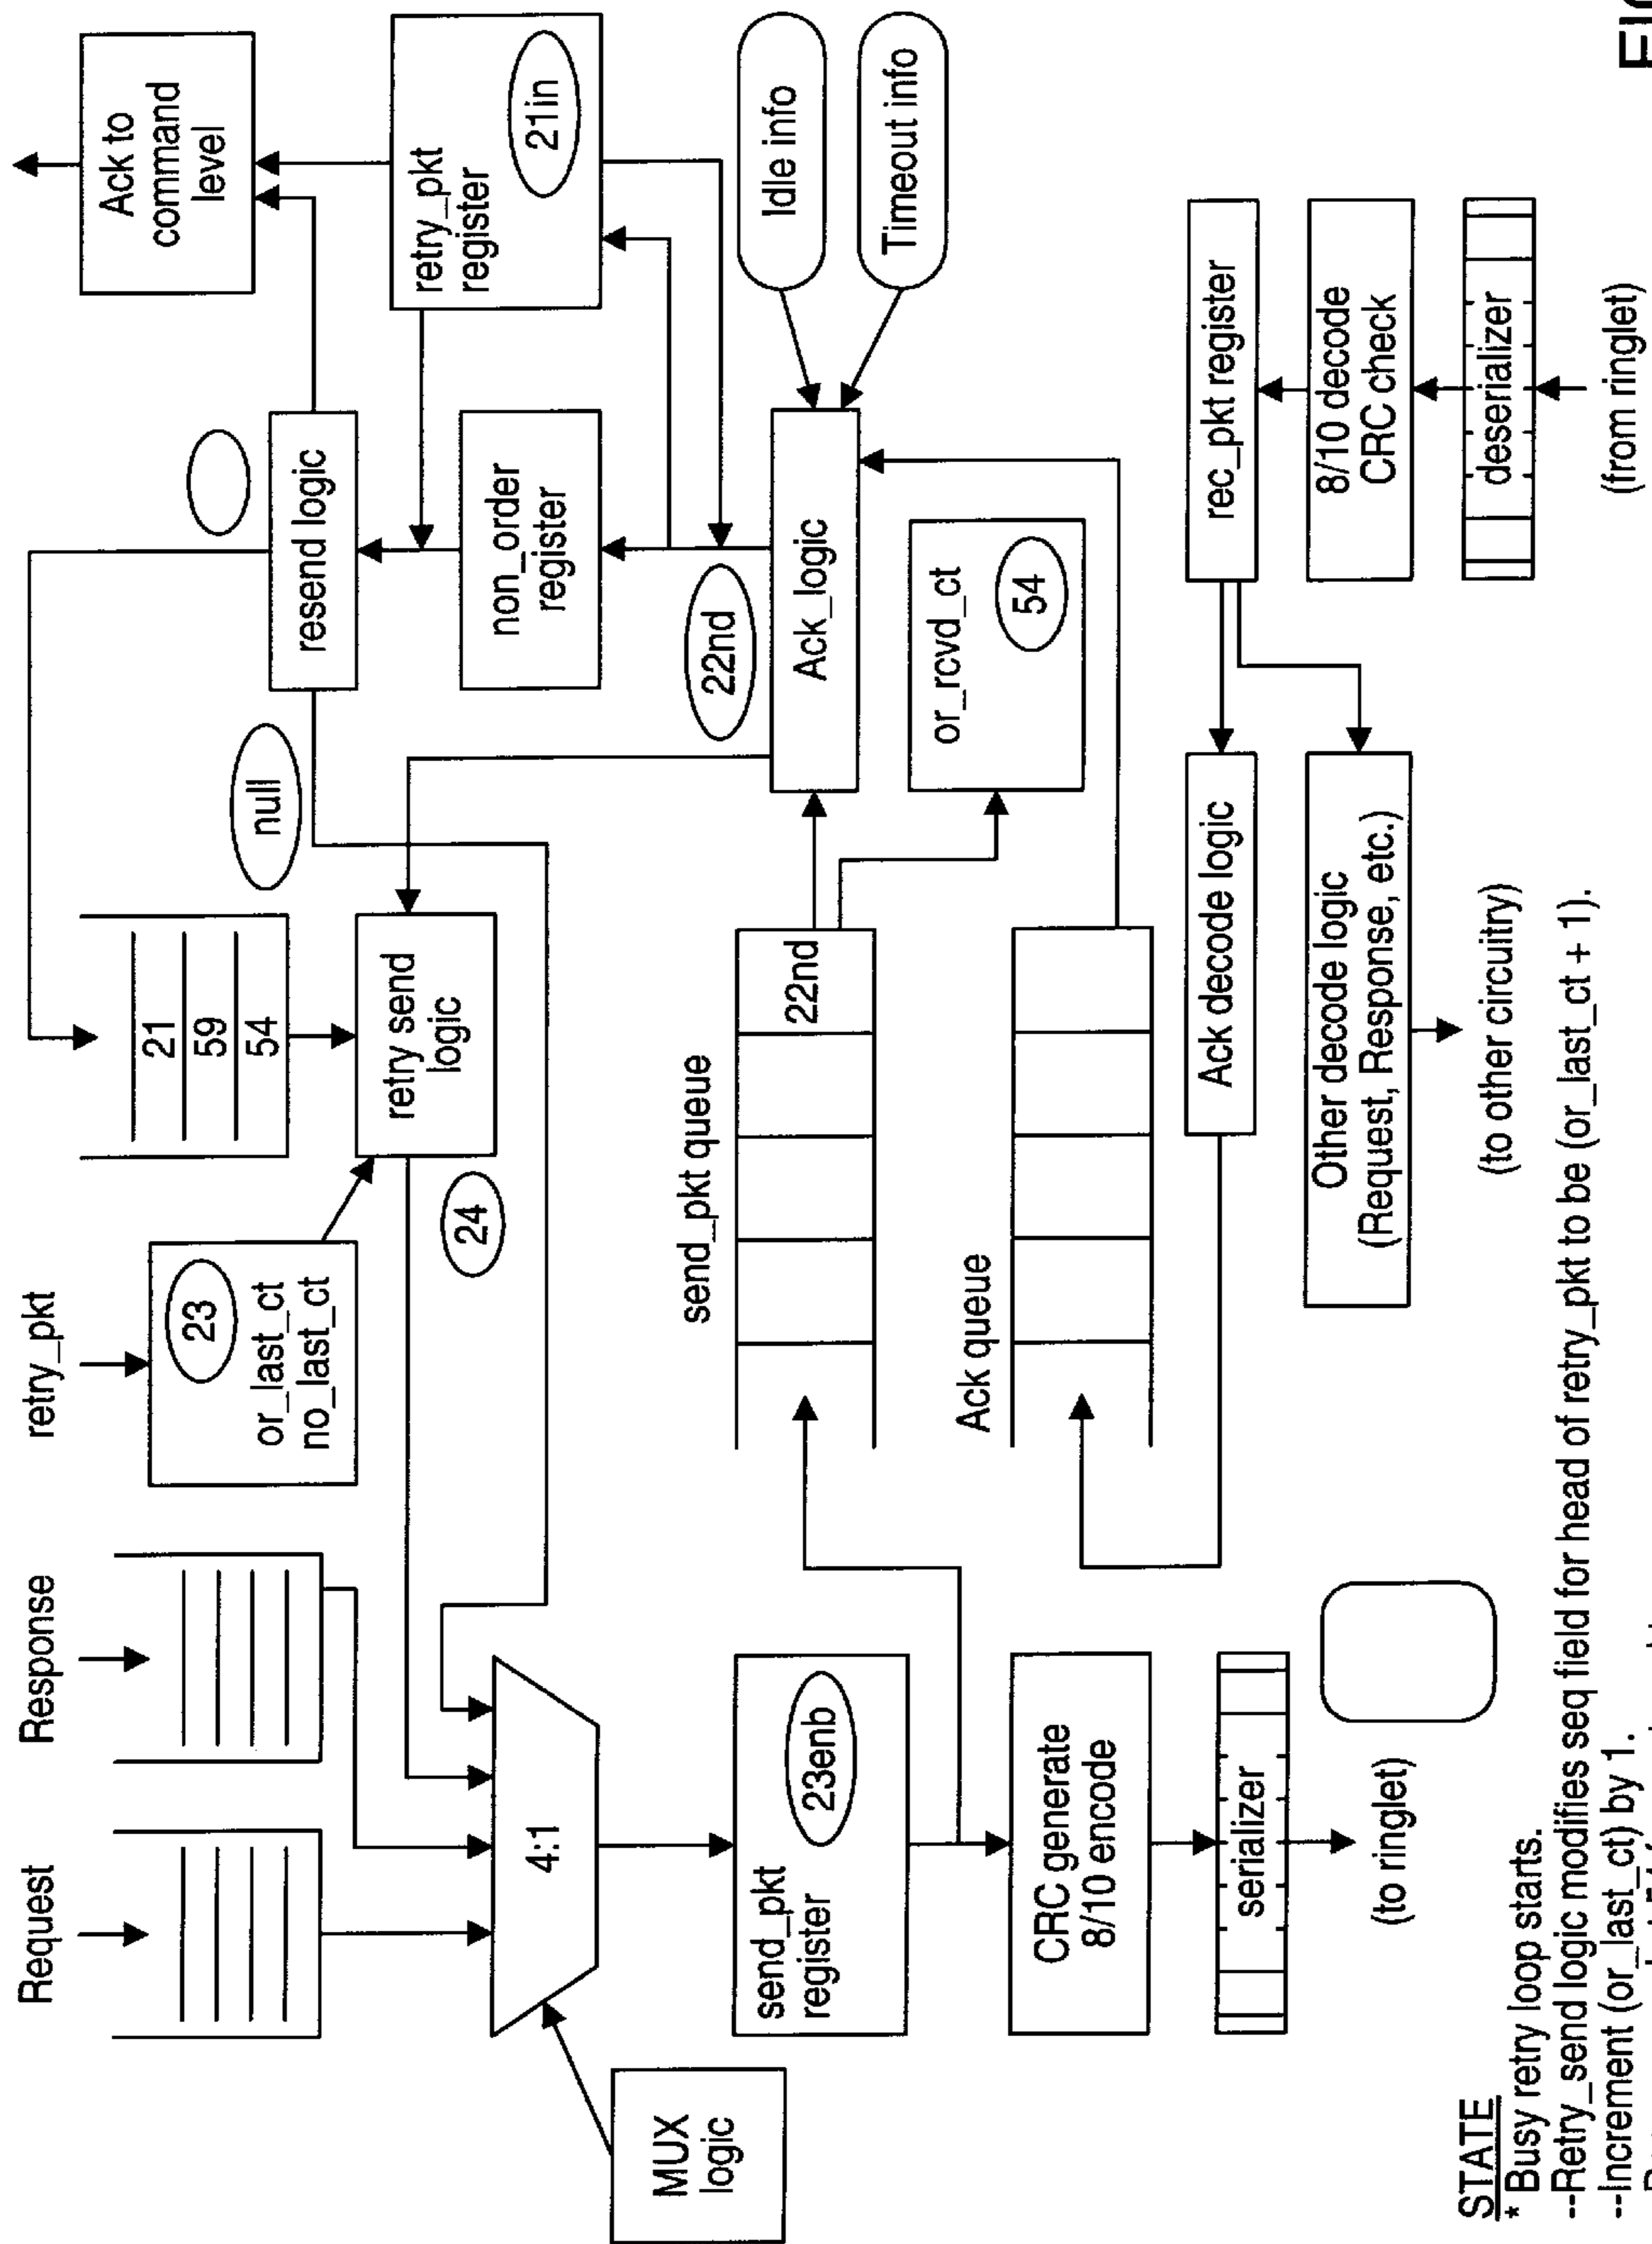 Request
Response
retry_pkt
23
or_last_ct
no_last_ct
21
59
54
null
resend logic
Ack to
command
level
MUX
logic
4:1
24
retry send
logic
non_order
register
retry_pkt
register
21in
22nd
send_pkt
register
23enb
send_pkt queue
22nd
Ack_logic
Idle info
Timeout info
or_rcvd_ct
54
CRC generate
8/10 encode
Ack queue
serializer
(to ringlet)
Ack decode logic
rec_pkt register
Other decode logic
(Request, Response, etc.)
8/10 decode
CRC check
(to other circuitry)
deserializer
(from ringlet)
STATE
* Busy retry loop starts.
--Retry_send logic modifies seq field for head of retry_pkt to be (or_last_ct + 1).
--Increment (or_last_ct) by 1.